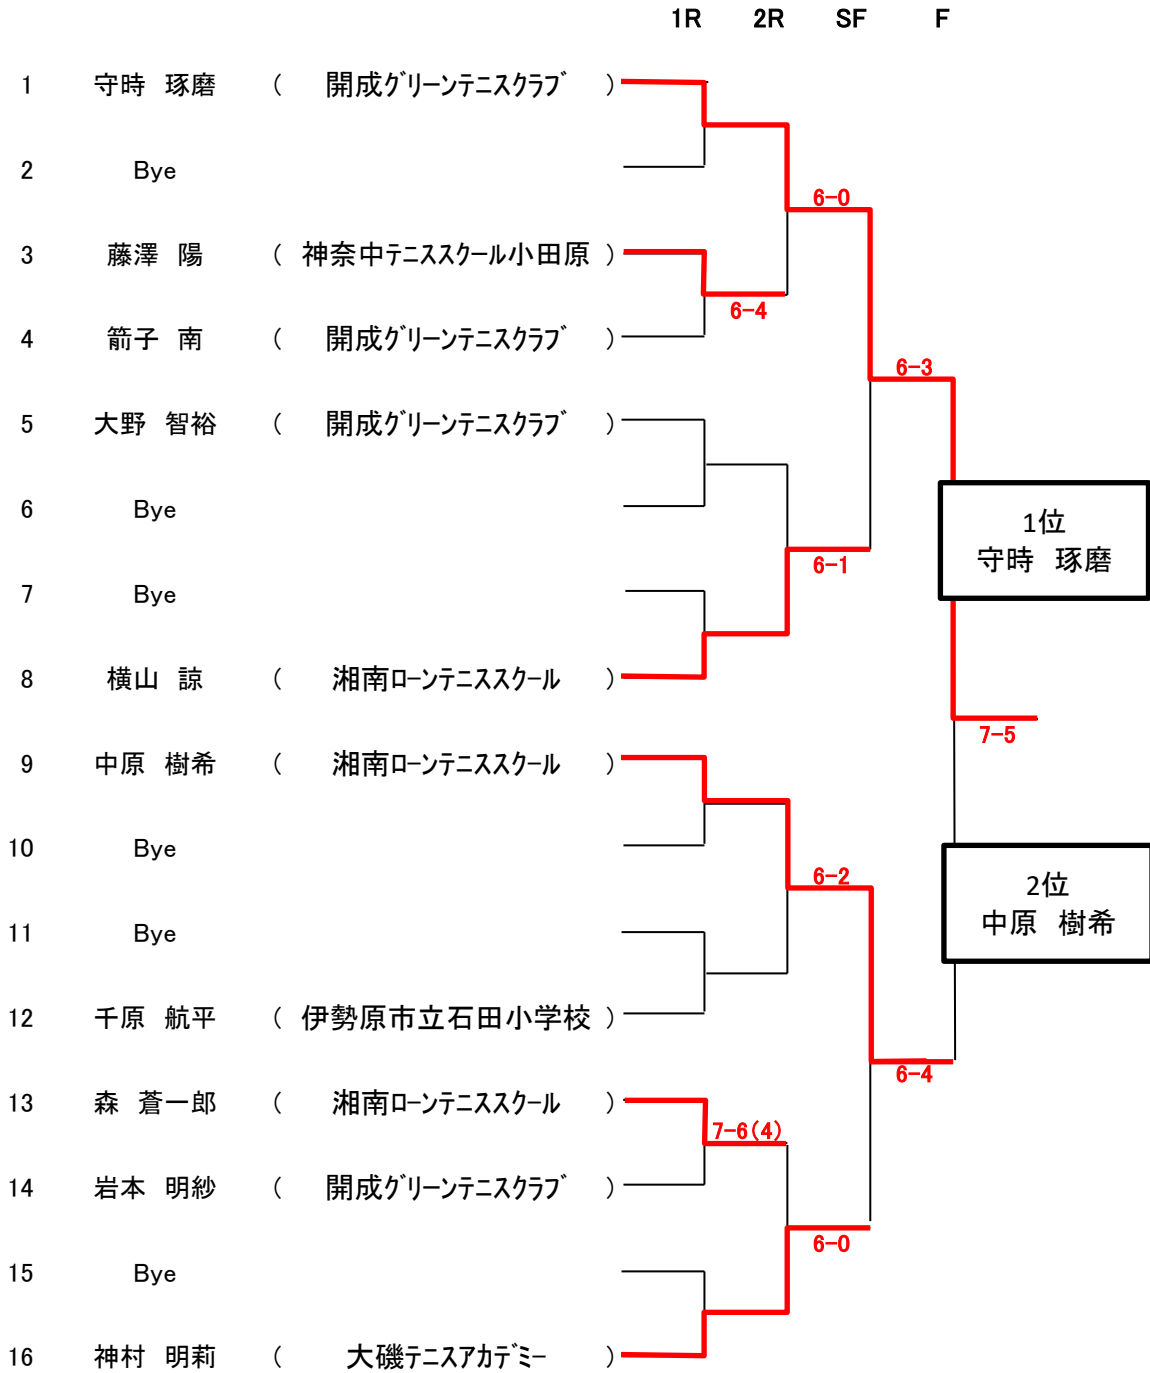 1R 2R SF F
1 守時 琢磨 ( 開成グリーンテニスクラブ )
2 Bye
6-0
3 藤澤 陽 ( 神奈中テニススクール小田原 )
6-4
4 箭子 南 ( 開成グリーンテニスクラブ )
6-3
5 大野 智裕 ( 開成グリーンテニスクラブ )
6 Bye
1位
守時 琢磨
6-1
7 Bye
8 横山 諒 ( 湘南ローンテニススクール )
7-5
9 中原 樹希 ( 湘南ローンテニススクール )
10 Bye
6-2
2位
中原 樹希
11 Bye
12 千原 航平 ( 伊勢原市立石田小学校 )
6-4
13 森 蒼一郎 ( 湘南ローンテニススクール )
7-6(4)
14 岩本 明紗 ( 開成グリーンテニスクラブ )
6-0
15 Bye
16 神村 明莉 ( 大磯テニスアカデミー )